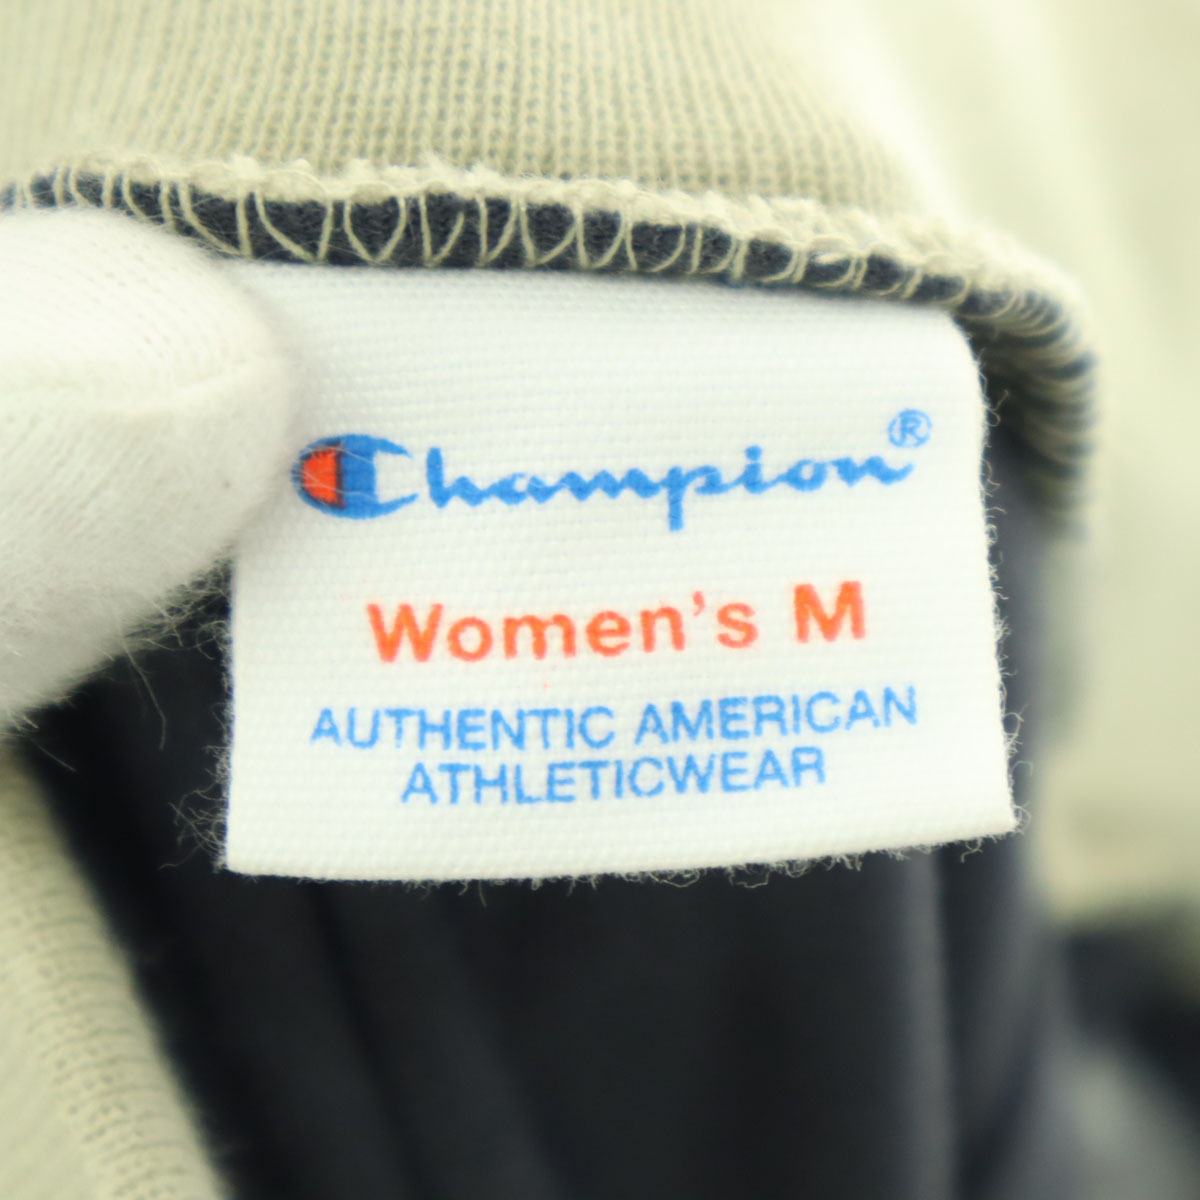 Champion®
Women's M
AUTHENTIC AMERICAN
ATHLETICWEAR